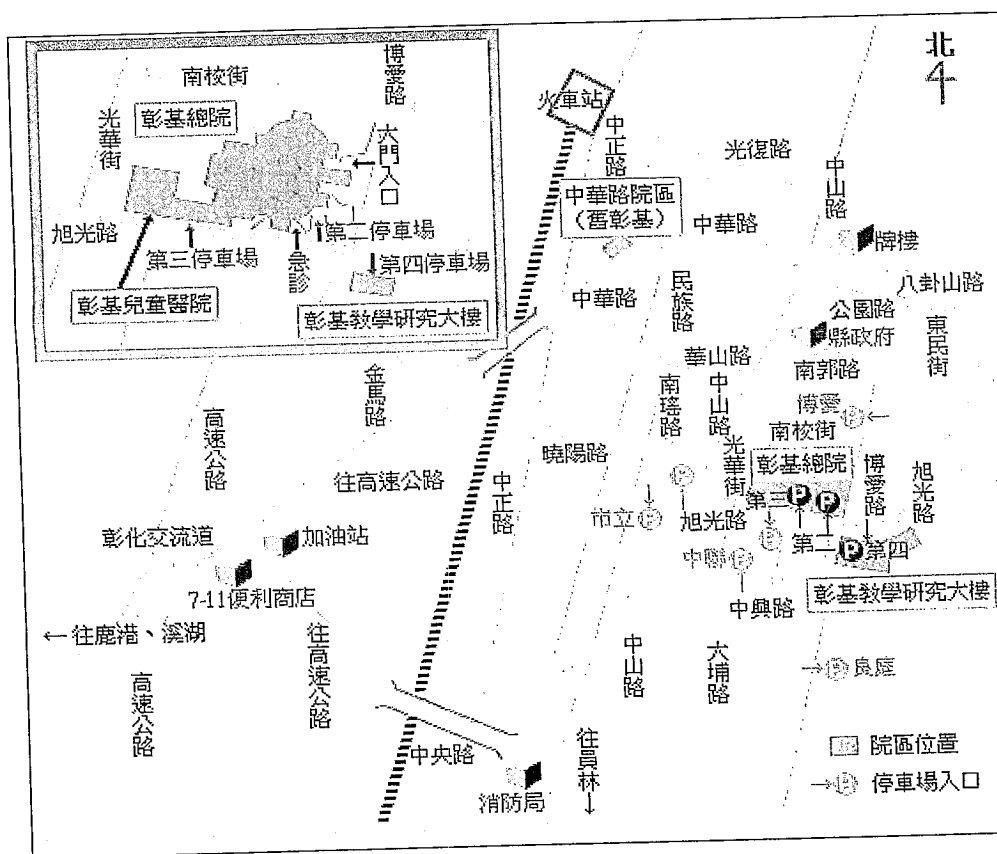 南校街
博愛路
彰基總院
光華街
大門入口
旭光路
第二停車場
第三停車場
急診
第四停車場
彰基兒童醫院
彰基教學研究大樓
北
火車站
中正路
光復路
中山路
中華路院區
(舊彰基)
中華路
牌樓
八卦山路
中華路
民族路
公園路
縣政府
東民街
華山路
南郭路
金馬路
南瑤路
中山路
博愛
P
南校街
高速公路
曉陽路
光華街
彰基總院
博愛路
旭光路
往高速公路
中正路
第三
P
P
市立
P
旭光路
彰化交流道
加油站
中聯
P
第二
P
第四
7-11便利商店
中興路
彰基教學研究大樓
←往鹿港、溪湖
往高速公路
中山路
大埔路
高速公路
→P良庭
中央路
往員林
院區位置
消防局
→P停車場入口